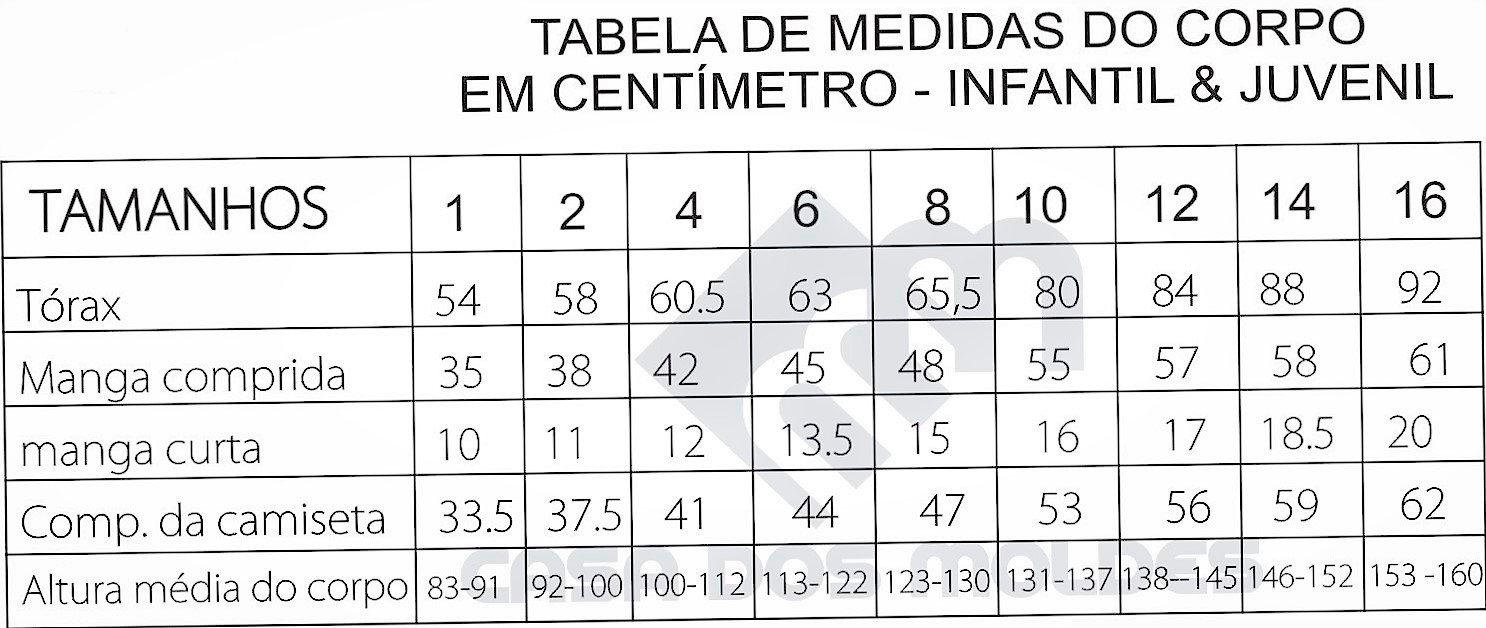 TABELA DE MEDIDAS DO CORPO
EM CENTÍMETRO - INFANTIL & JUVENIL
TAMANHOS 1 2 4 6 8 10 12 14 16
Tórax 54 58 60.5 63 65,5 80 84 88 92
Manga comprida 35 38 42 45 48 55 57 58 61
manga curta 10 11 12 13.5 15 16 17 18.5 20
Comp. da camiseta 33.5 37.5 41 44 47 53 56 59 62
CASA DOS MOLDES
Altura média do corpo 83-91 92-100 100-112 113-122 123-130 131-137 138--145 146-152 153 -160